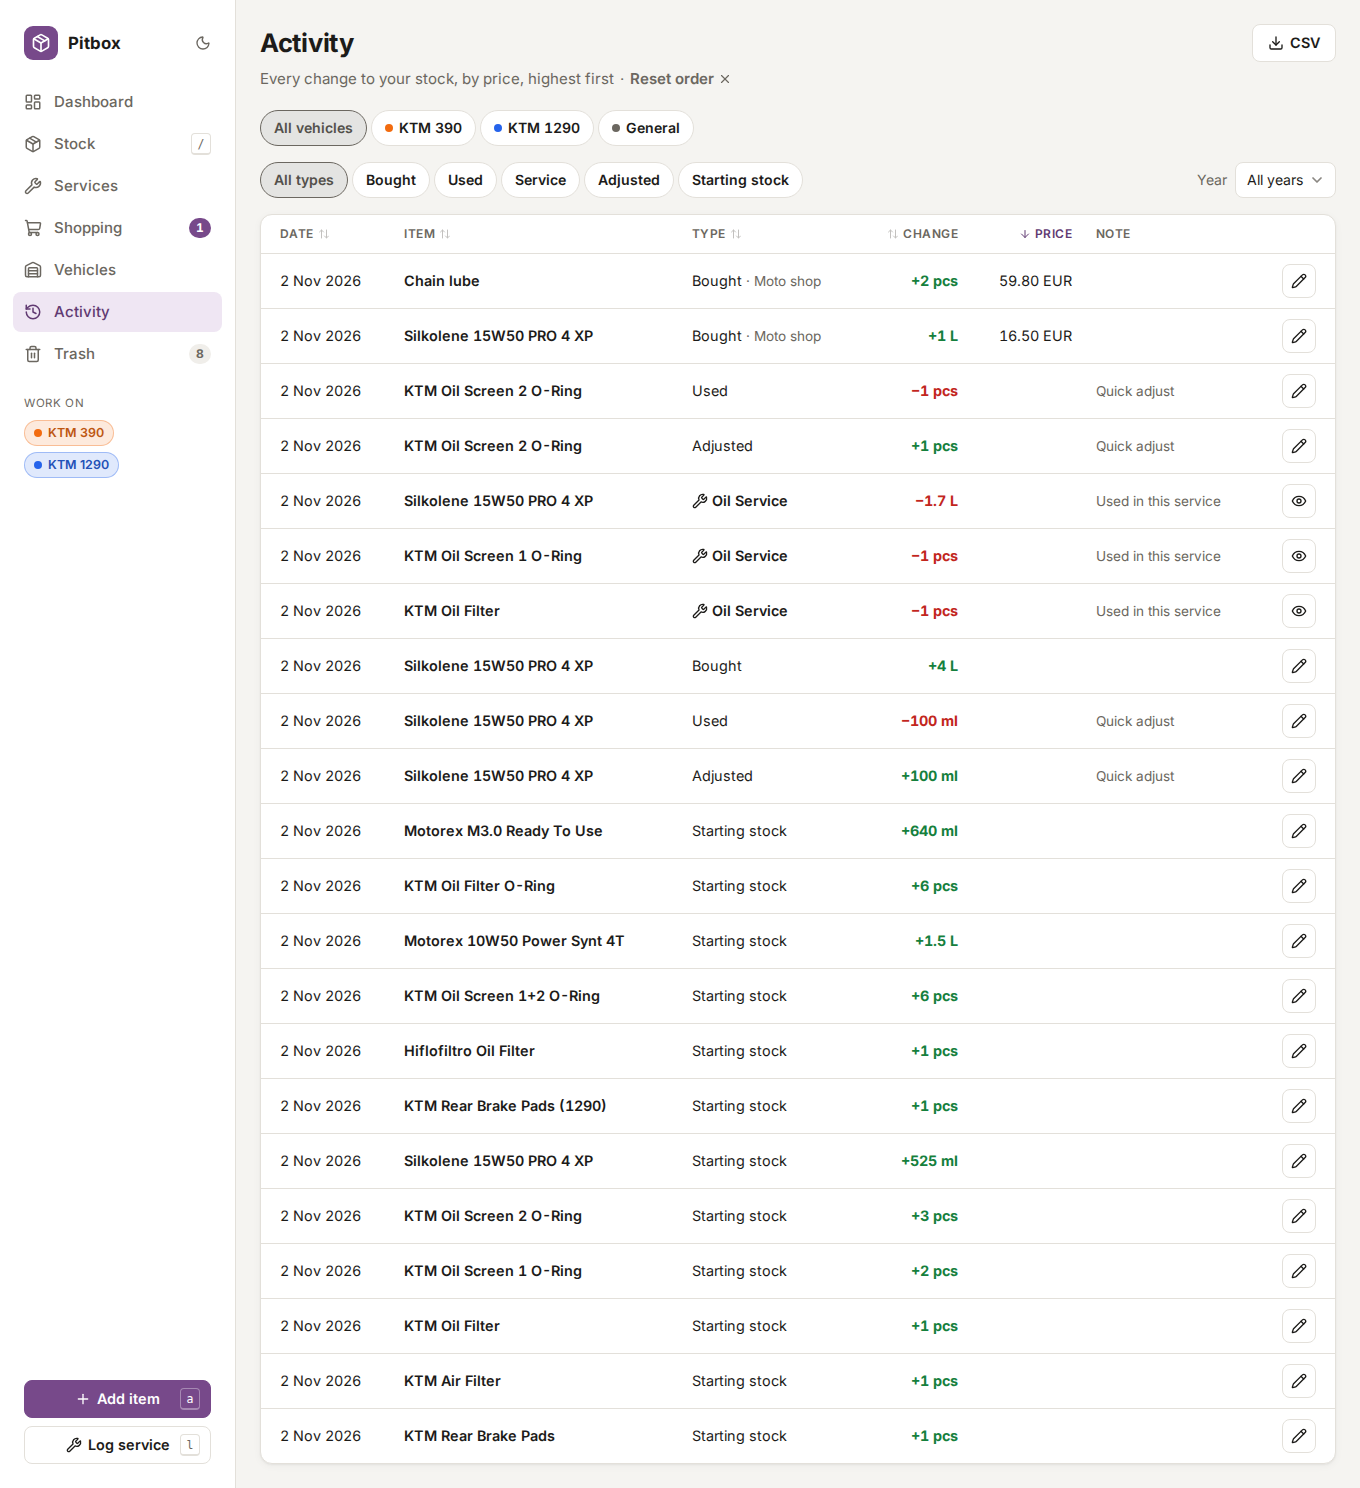 Pitbox
Dashboard
Stock /
Services
Shopping 1
Vehicles
Activity
Trash 8
WORK ON
KTM 390
KTM 1290
+ Add item a
Log service l
Activity
CSV
Every change to your stock, by price, highest first · Reset order ×
All vehicles KTM 390 KTM 1290 General
All types Bought Used Service Adjusted Starting stock Year All years
DATE ITEM TYPE CHANGE PRICE NOTE
2 Nov 2026 Chain lube Bought · Moto shop +2 pcs 59.80 EUR
2 Nov 2026 Silkolene 15W50 PRO 4 XP Bought · Moto shop +1 L 16.50 EUR
2 Nov 2026 KTM Oil Screen 2 O-Ring Used −1 pcs Quick adjust
2 Nov 2026 KTM Oil Screen 2 O-Ring Adjusted +1 pcs Quick adjust
2 Nov 2026 Silkolene 15W50 PRO 4 XP Oil Service −1.7 L Used in this service
2 Nov 2026 KTM Oil Screen 1 O-Ring Oil Service −1 pcs Used in this service
2 Nov 2026 KTM Oil Filter Oil Service −1 pcs Used in this service
2 Nov 2026 Silkolene 15W50 PRO 4 XP Bought +4 L
2 Nov 2026 Silkolene 15W50 PRO 4 XP Used −100 ml Quick adjust
2 Nov 2026 Silkolene 15W50 PRO 4 XP Adjusted +100 ml Quick adjust
2 Nov 2026 Motorex M3.0 Ready To Use Starting stock +640 ml
2 Nov 2026 KTM Oil Filter O-Ring Starting stock +6 pcs
2 Nov 2026 Motorex 10W50 Power Synt 4T Starting stock +1.5 L
2 Nov 2026 KTM Oil Screen 1+2 O-Ring Starting stock +6 pcs
2 Nov 2026 Hiflofiltro Oil Filter Starting stock +1 pcs
2 Nov 2026 KTM Rear Brake Pads (1290) Starting stock +1 pcs
2 Nov 2026 Silkolene 15W50 PRO 4 XP Starting stock +525 ml
2 Nov 2026 KTM Oil Screen 2 O-Ring Starting stock +3 pcs
2 Nov 2026 KTM Oil Screen 1 O-Ring Starting stock +2 pcs
2 Nov 2026 KTM Oil Filter Starting stock +1 pcs
2 Nov 2026 KTM Air Filter Starting stock +1 pcs
2 Nov 2026 KTM Rear Brake Pads Starting stock +1 pcs